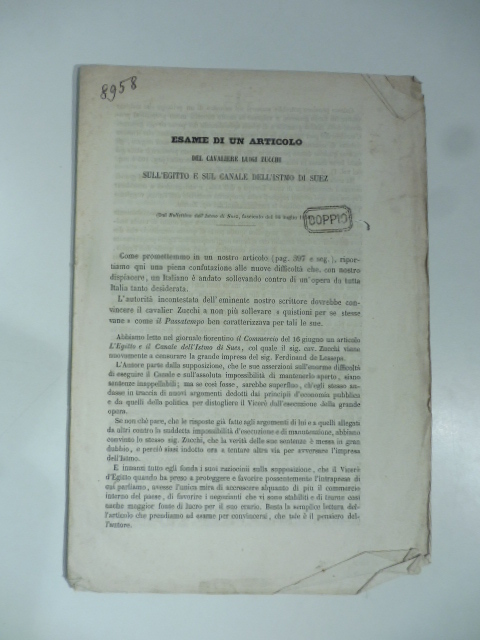 8958
ESAME DI UN ARTICOLO
DEL CAVALIERE LUIGI ZUCCHI
SULL'EGITTO E SUL CANALE DELL'ISTMO DI SUEZ
DOPPIO
Come promettemmo in un nostro articolo (pag. 397 e seg.), ripor-
tiamo qui una piena confutazione alle nuove difficoltà che, con nostro
dispiacere, un Italiano è andato sollevando contro di un'opera da tutta
Italia tanto desiderata.
L'autorità incontestata dell'eminente nostro scrittore dovrebbe con-
vincere il cavalier Zucchi a non più sollevare « quistioni per se stesse
vane » come il Passatempo ben caratterizzava per tali le sue.
Abbiamo letto nel giornale fiorentino il Commercio del 16 giugno un articolo
L'Egitto e il Canale dell'Istmo di Suez, col quale il sig. cav. Zucchi viene
nuovamente a censurare la grande impresa del sig. Ferdinand de Lesseps.
L'Autore parte dalla supposizione, che le sue asserzioni sull'enorme difficoltà
di eseguire il Canale e sull'assoluta impossibilità di mantenerlo aperto, siano
sentenze inappellabili; ma se così fosse, sarebbe superfluo, ch'egli stesso an-
dasse in traccia di nuovi argomenti dedotti dai principj d'economia pubblico
e da quelli della politica per distogliere il Vicerè dall'esecuzione della grande
opera.
Se non chè pare, che le risposte già fatte agli argomenti di lui e a quelli allegati
da altri contro la suddetta impossibilità d'esecuzione e di manutenzione, abbiano
convinto lo stesso sig. Zucchi, che la verità delle sue sentenze è messa in gran
dubbio, e perciò siasi indotto ora a tentare altra via per avversare l'impresa
dell'Istmo.
E innanzi tutto egli fonda i suoi raziocinii sulla supposizione, che il Vicerè
d'Egitto quando ha preso a proteggere e favorire possentemente l'intrapresa di
cui parliamo, avesse l'unica mira di accrescere alquanto di più il commercio
interno del paese, di favorire i negozianti che vi sono stabiliti e di trarne così
anche maggior fonte di lucro per il suo erario. Basta la semplice lettura del-
l'articolo che prendiamo ad esame per convincersi, che tale è il pensiero del-
l'autore.